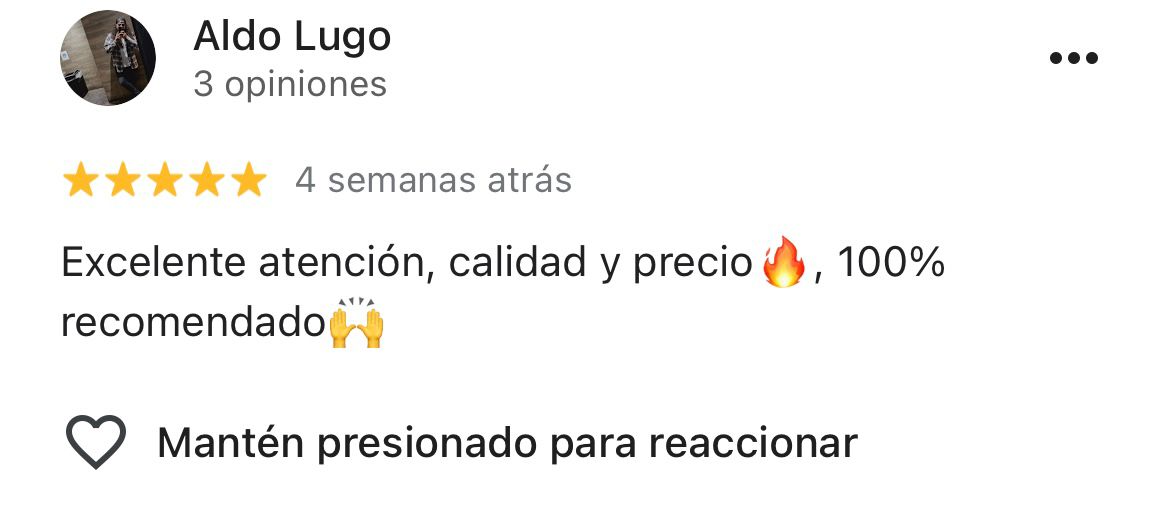 Aldo Lugo
3 opiniones
4 semanas atrás
Excelente atención, calidad y precio🔥, 100%
recomendado🙌
Mantén presionado para reaccionar